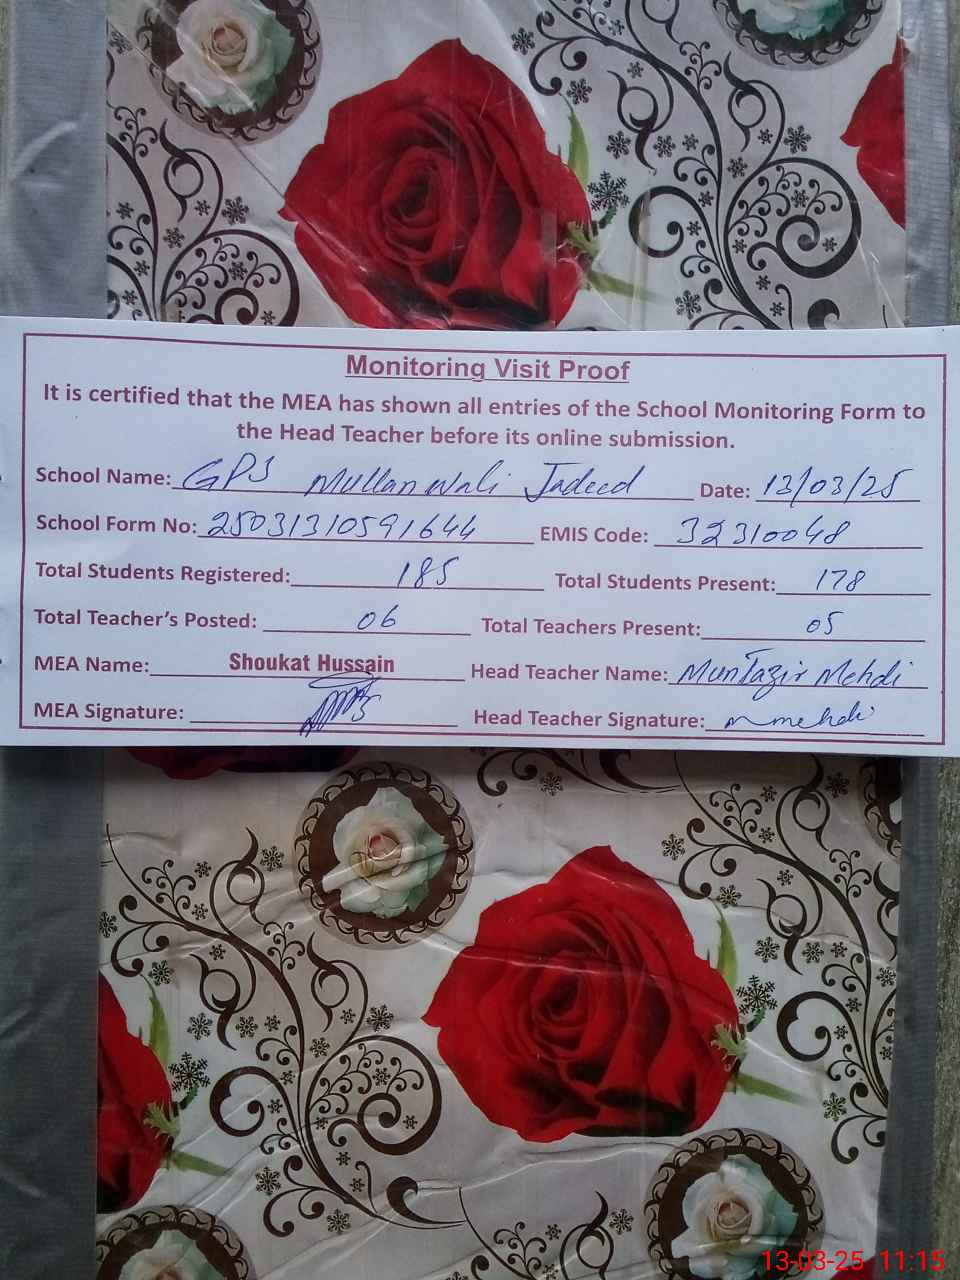 Monitoring Visit Proof
It is certified that the MEA has shown all entries of the School Monitoring Form to
the Head Teacher before its online submission.
School Name: GPS Mullan Wali Jadeed Date: 13/03/25
School Form No: 25031310591644 EMIS Code: 32310048
Total Students Registered: 185 Total Students Present: 178
Total Teacher's Posted: 06 Total Teachers Present: 05
MEA Name: Shoukat Hussain Head Teacher Name: Muntazir Mehdi
MEA Signature: Head Teacher Signature: mehdi
13-03-25 11:15